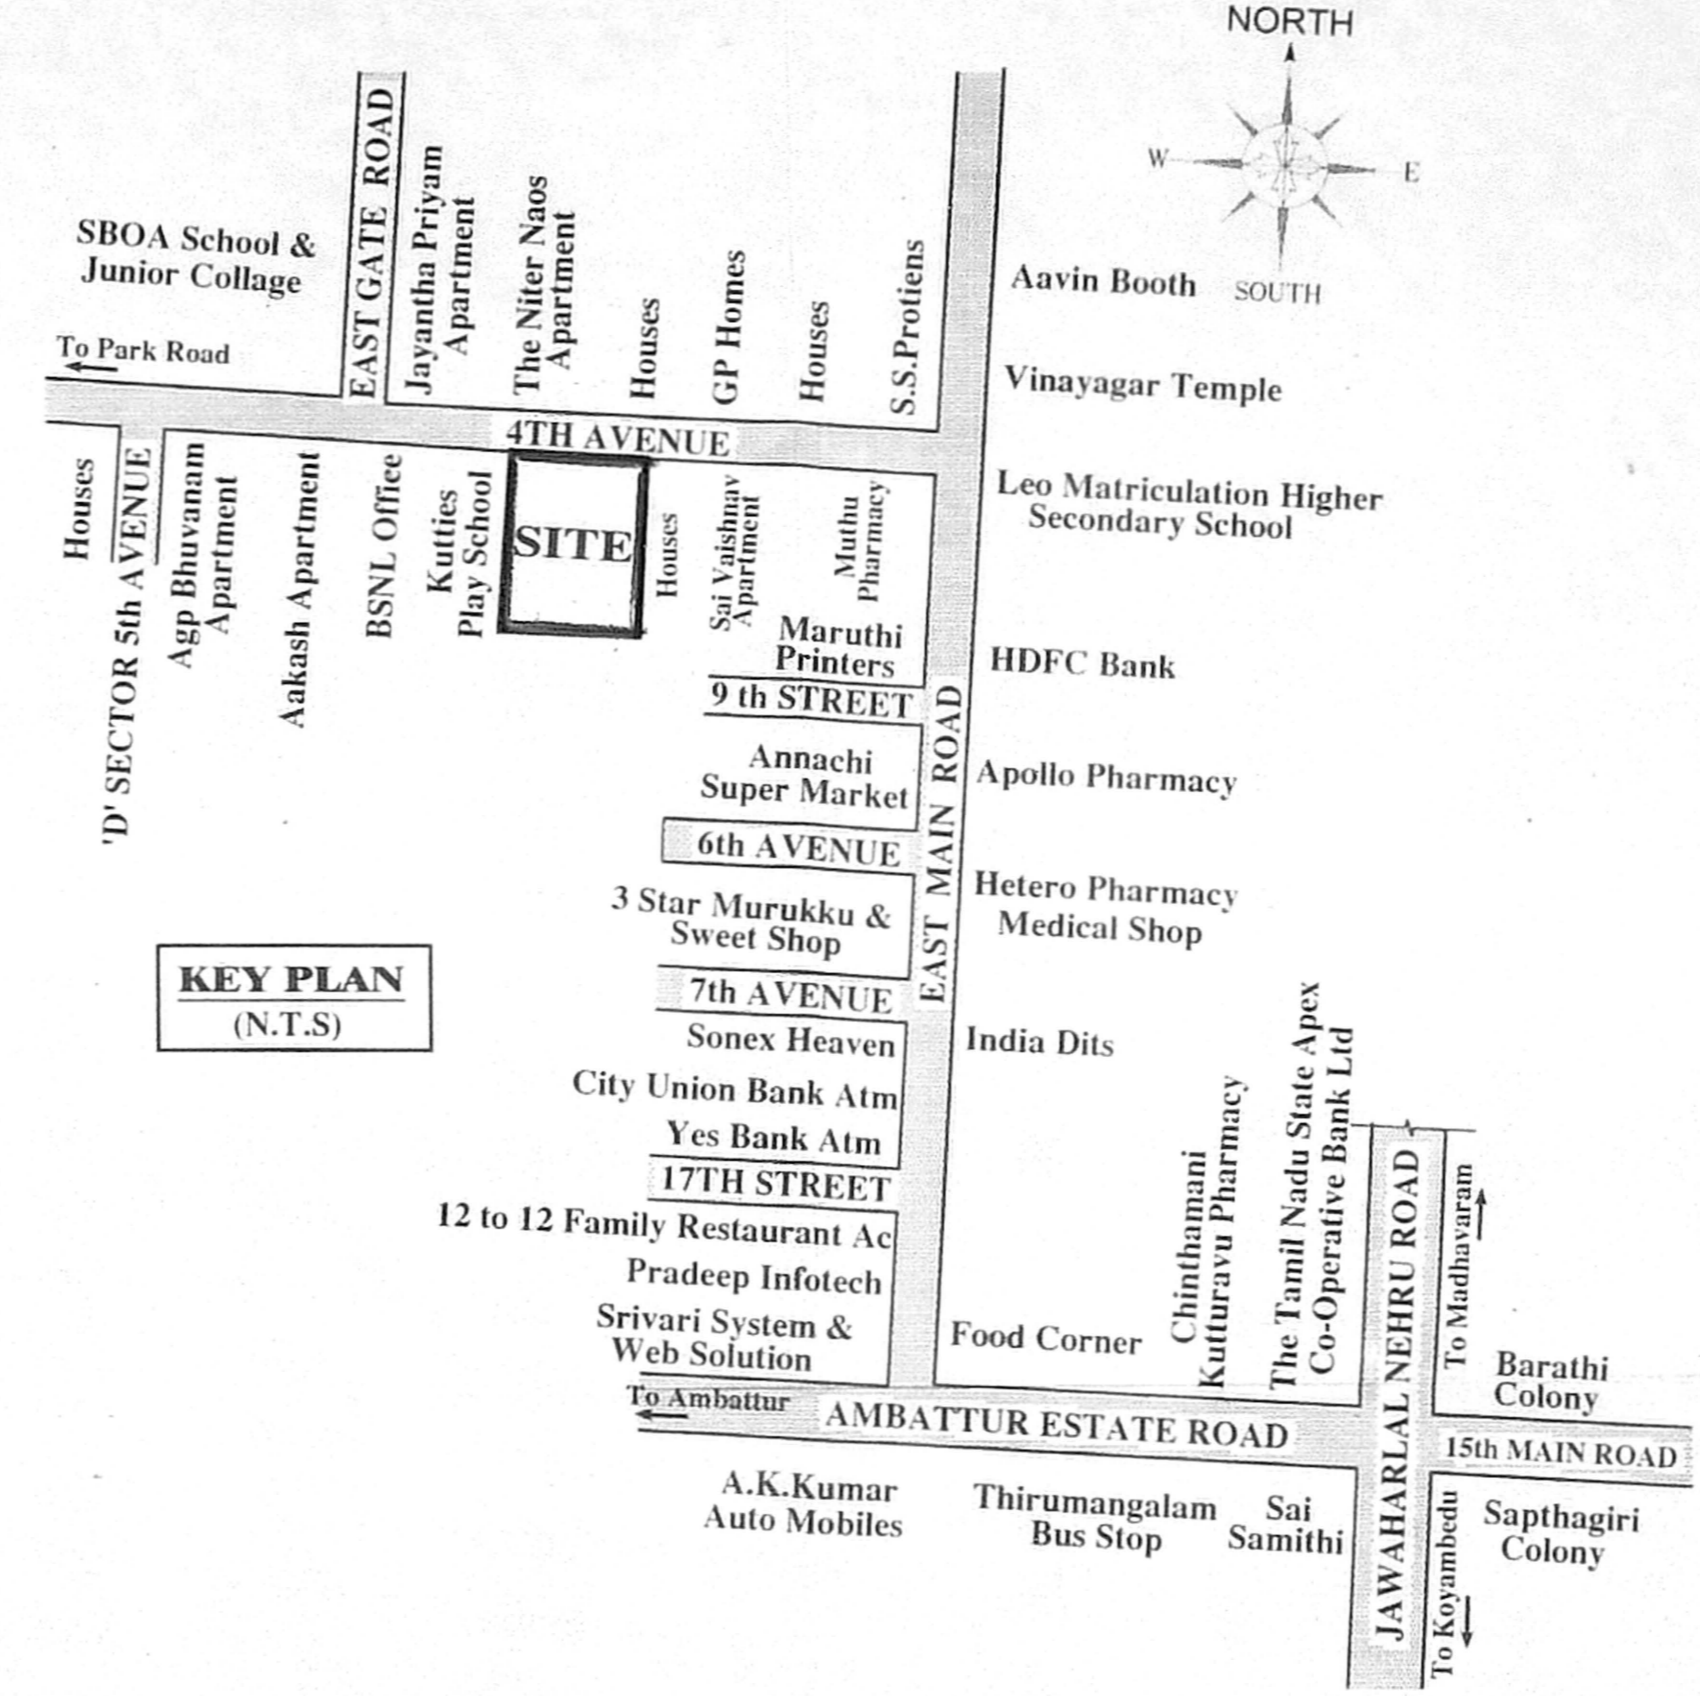 NORTH
W
E
SOUTH
EAST GATE ROAD
SBOA School &
Junior Collage
To Park Road
Jayantha Priyam
Apartment
The Niter Naos
Apartment
Houses
GP Homes
Houses
S.S.Protiens
Aavin Booth
Vinayagar Temple
4TH AVENUE
Leo Matriculation Higher
Secondary School
Houses
'D' SECTOR 5th AVENUE
Agp Bhuvanam
Apartment
Aakash Apartment
BSNL Office
Kutties
Play School
SITE
Houses
Sai Vaishnav
Apartment
Muthu
Pharmacy
Maruthi
Printers
HDFC Bank
9 th STREET
EAST MAIN ROAD
Annachi
Super Market
Apollo Pharmacy
6th AVENUE
3 Star Murukku &
Sweet Shop
Hetero Pharmacy
Medical Shop
KEY PLAN
(N.T.S)
7th AVENUE
Sonex Heaven
India Dits
City Union Bank Atm
Yes Bank Atm
17TH STREET
12 to 12 Family Restaurant Ac
Pradeep Infotech
Srivari System &
Web Solution
Food Corner
Chinthamani
Kutturavu Pharmacy
The Tamil Nadu State Apex
Co-Operative Bank Ltd
JAWAHARLAL NEHRU ROAD
To Madhavaram
Barathi
Colony
To Ambattur
AMBATTUR ESTATE ROAD
15th MAIN ROAD
A.K.Kumar
Auto Mobiles
Thirumangalam
Bus Stop
Sai
Samithi
To Koyambedu
Sapthagiri
Colony